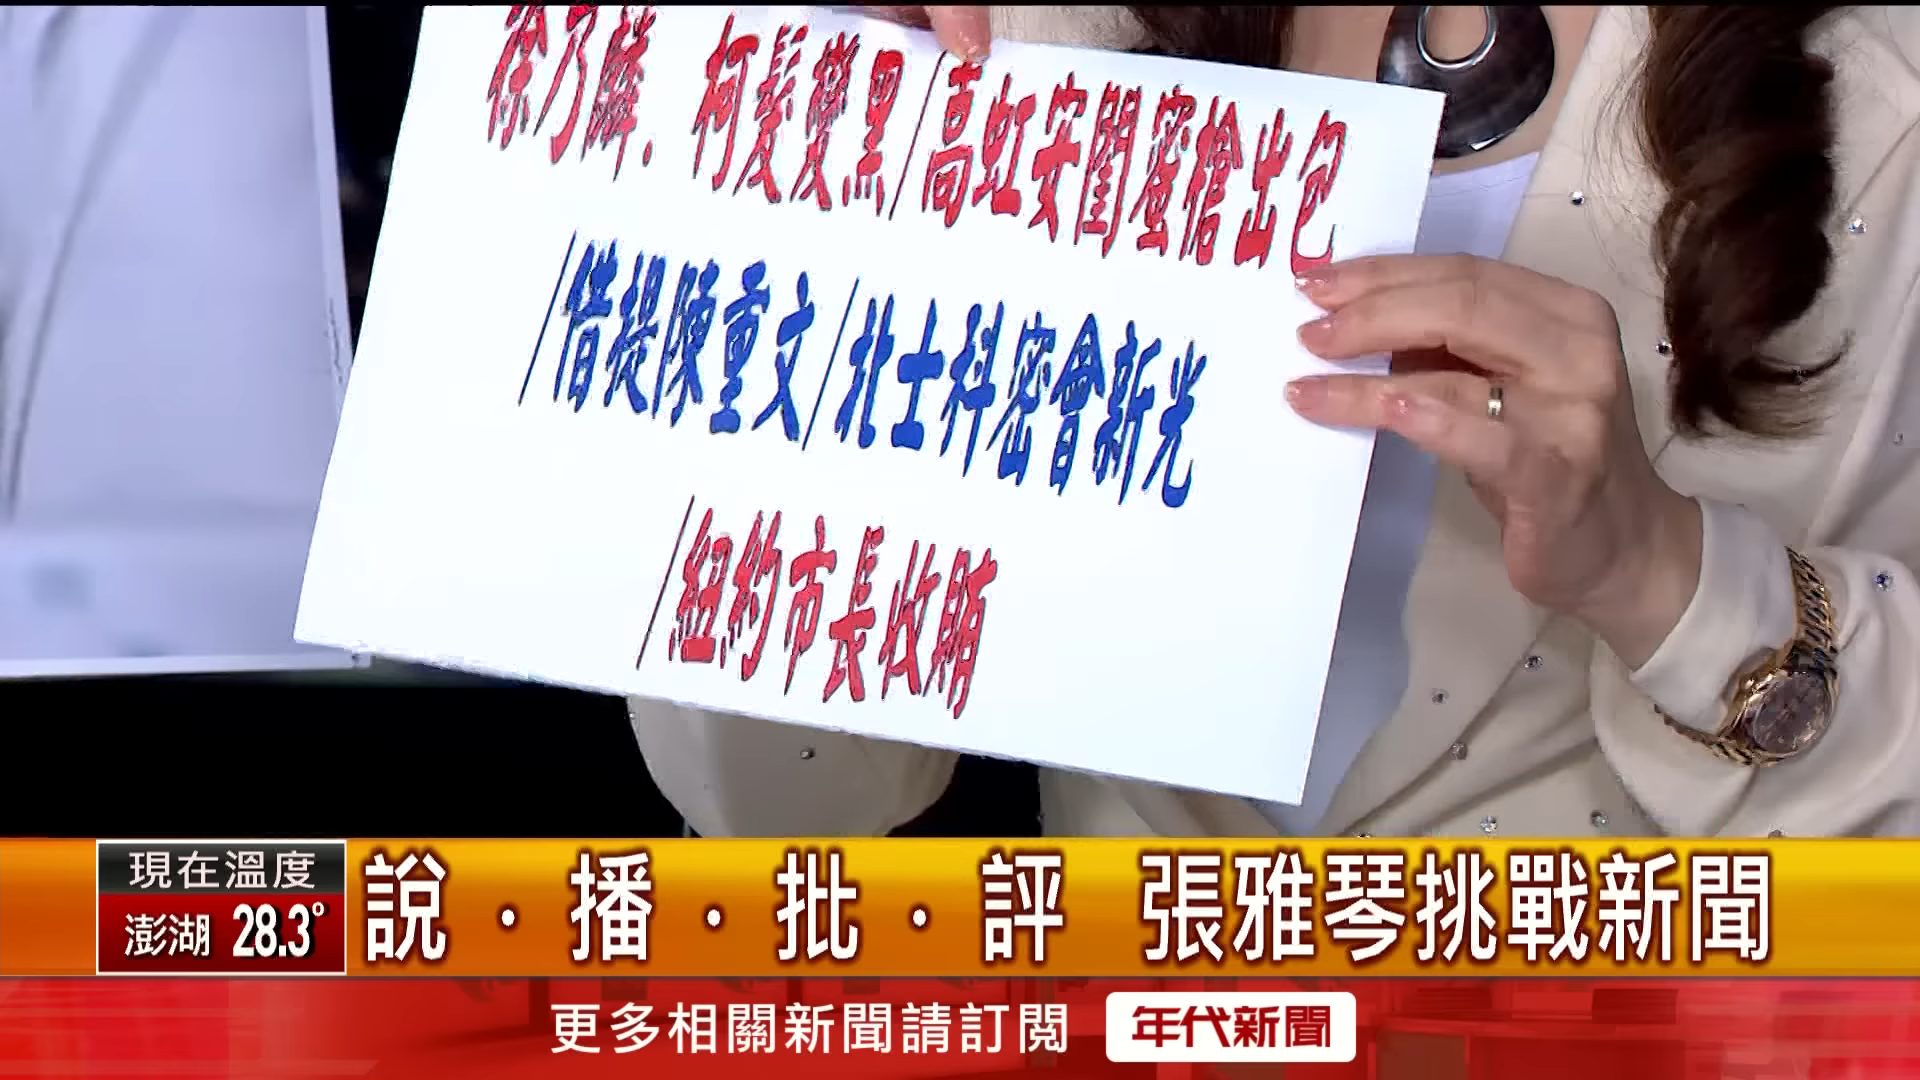 徐乃麟.柯髮變黑/高虹安閨蜜槍出包
/借提陳重文/北士科密會新光
/紐約市長收賄
現在溫度
澎湖 28.3°
說·播·批·評 張雅琴挑戰新聞
更多相關新聞請訂閱 年代新聞